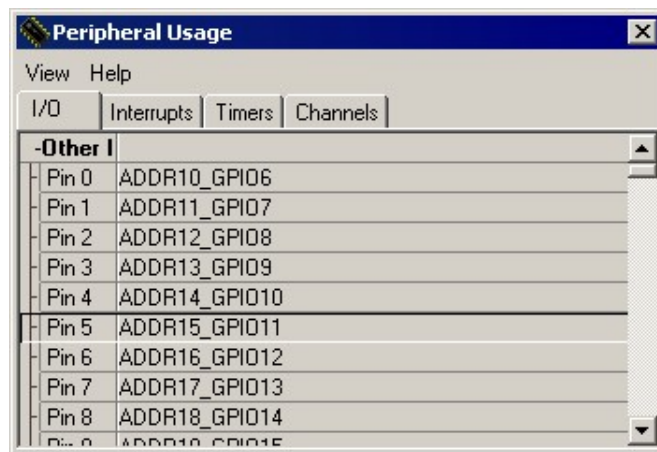 Peripheral Usage
View Help
I/O Interrupts Timers Channels
-Other I
Pin 0 ADDR10_GPIO6
Pin 1 ADDR11_GPIO7
Pin 2 ADDR12_GPIO8
Pin 3 ADDR13_GPIO9
Pin 4 ADDR14_GPIO10
Pin 5 ADDR15_GPIO11
Pin 6 ADDR16_GPIO12
Pin 7 ADDR17_GPIO13
Pin 8 ADDR18_GPIO14